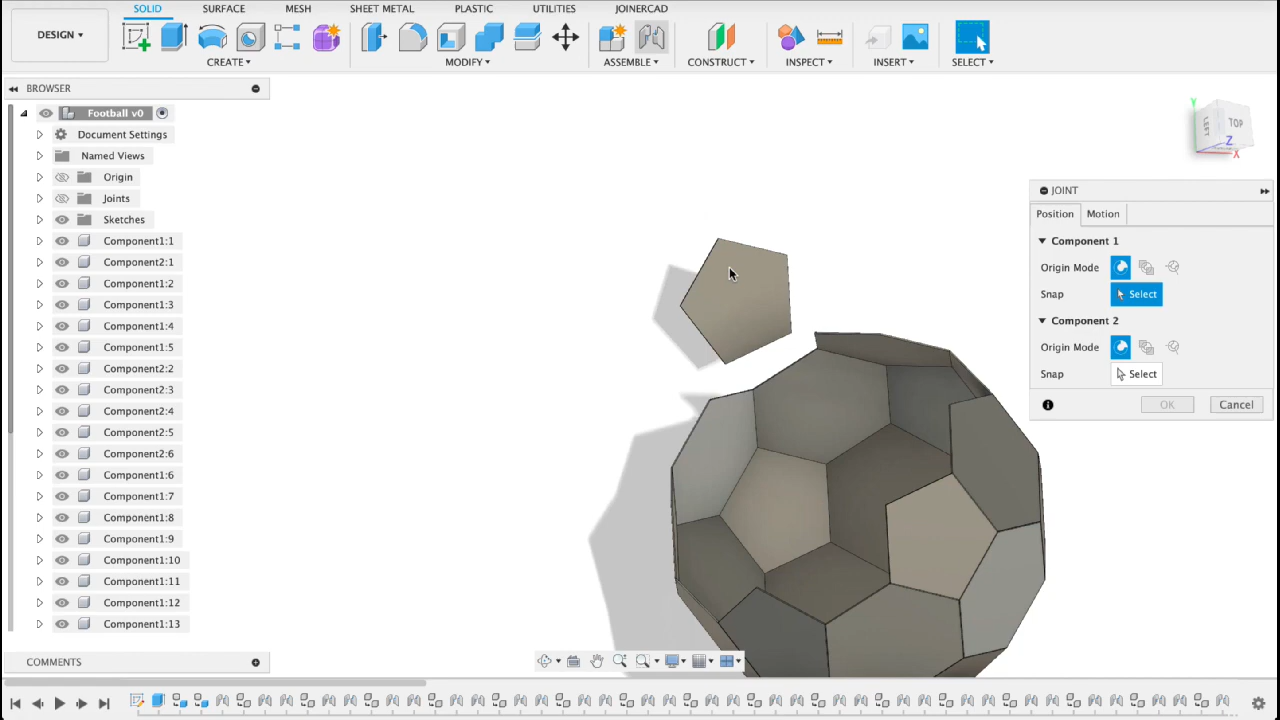 SOLID SURFACE MESH SHEET METAL PLASTIC UTILITIES JOINERCAD
DESIGN
CREATE MODIFY ASSEMBLE CONSTRUCT INSPECT INSERT SELECT
BROWSER
Football v0
Document Settings
Named Views
Origin
Joints
Sketches
Component1:1
Component2:1
Component1:2
Component1:3
Component1:4
Component1:5
Component2:2
Component2:3
Component2:4
Component2:5
Component2:6
Component1:6
Component1:7
Component1:8
Component1:9
Component1:10
Component1:11
Component1:12
Component1:13
COMMENTS
Y
LEFT TOP
Z
X
JOINT
Position Motion
Component 1
Origin Mode
Snap Select
Component 2
Origin Mode
Snap Select
OK Cancel